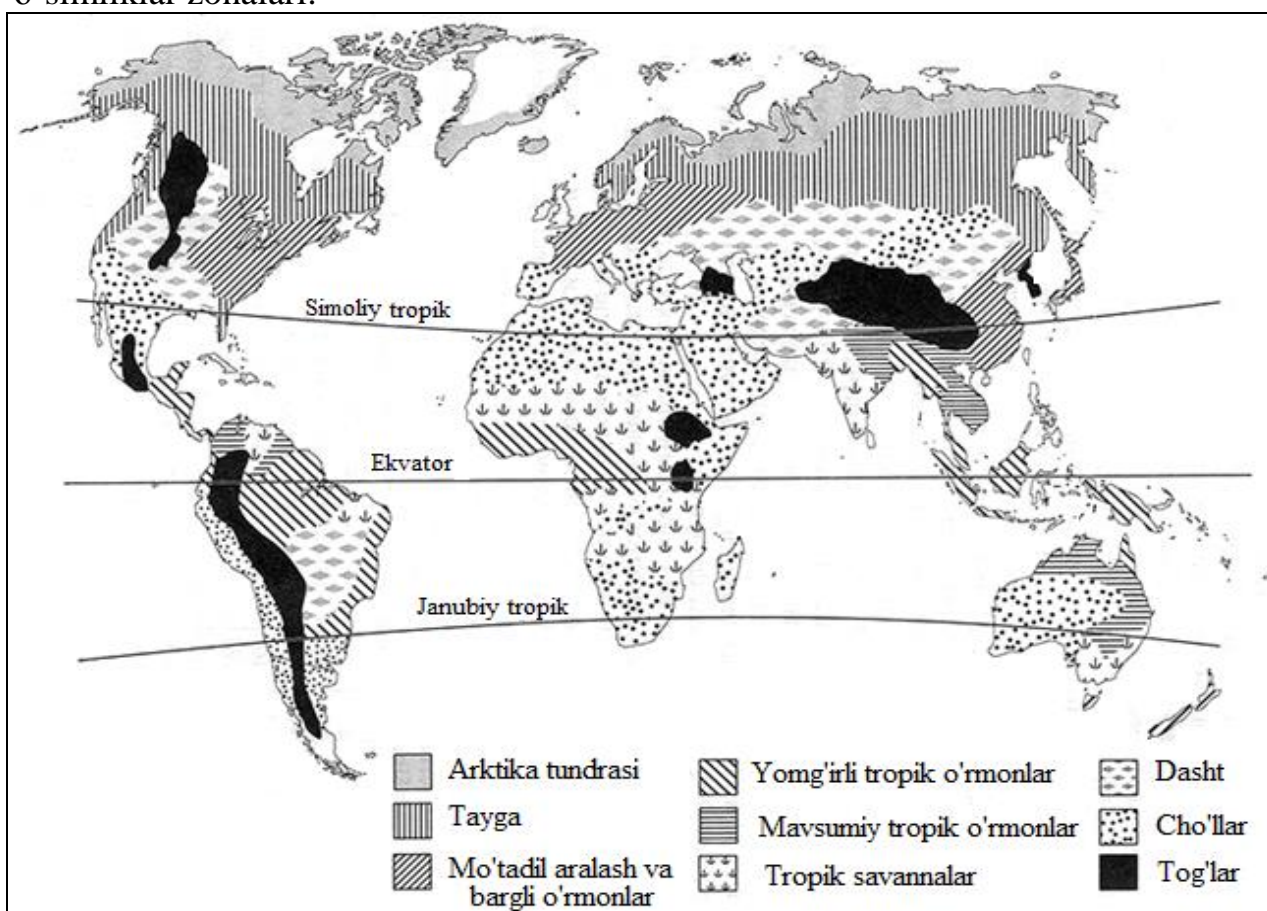 o'simliklar zonalari.
Simoliy tropik
Ekvator
Janubiy tropik
Arktika tundrasi
Tayga
Mo'tadil aralash va
bargli o'rmonlar
Yomg'irli tropik o'rmonlar
Mavsumiy tropik o'rmonlar
Tropik savannalar
Dasht
Cho'llar
Tog'lar